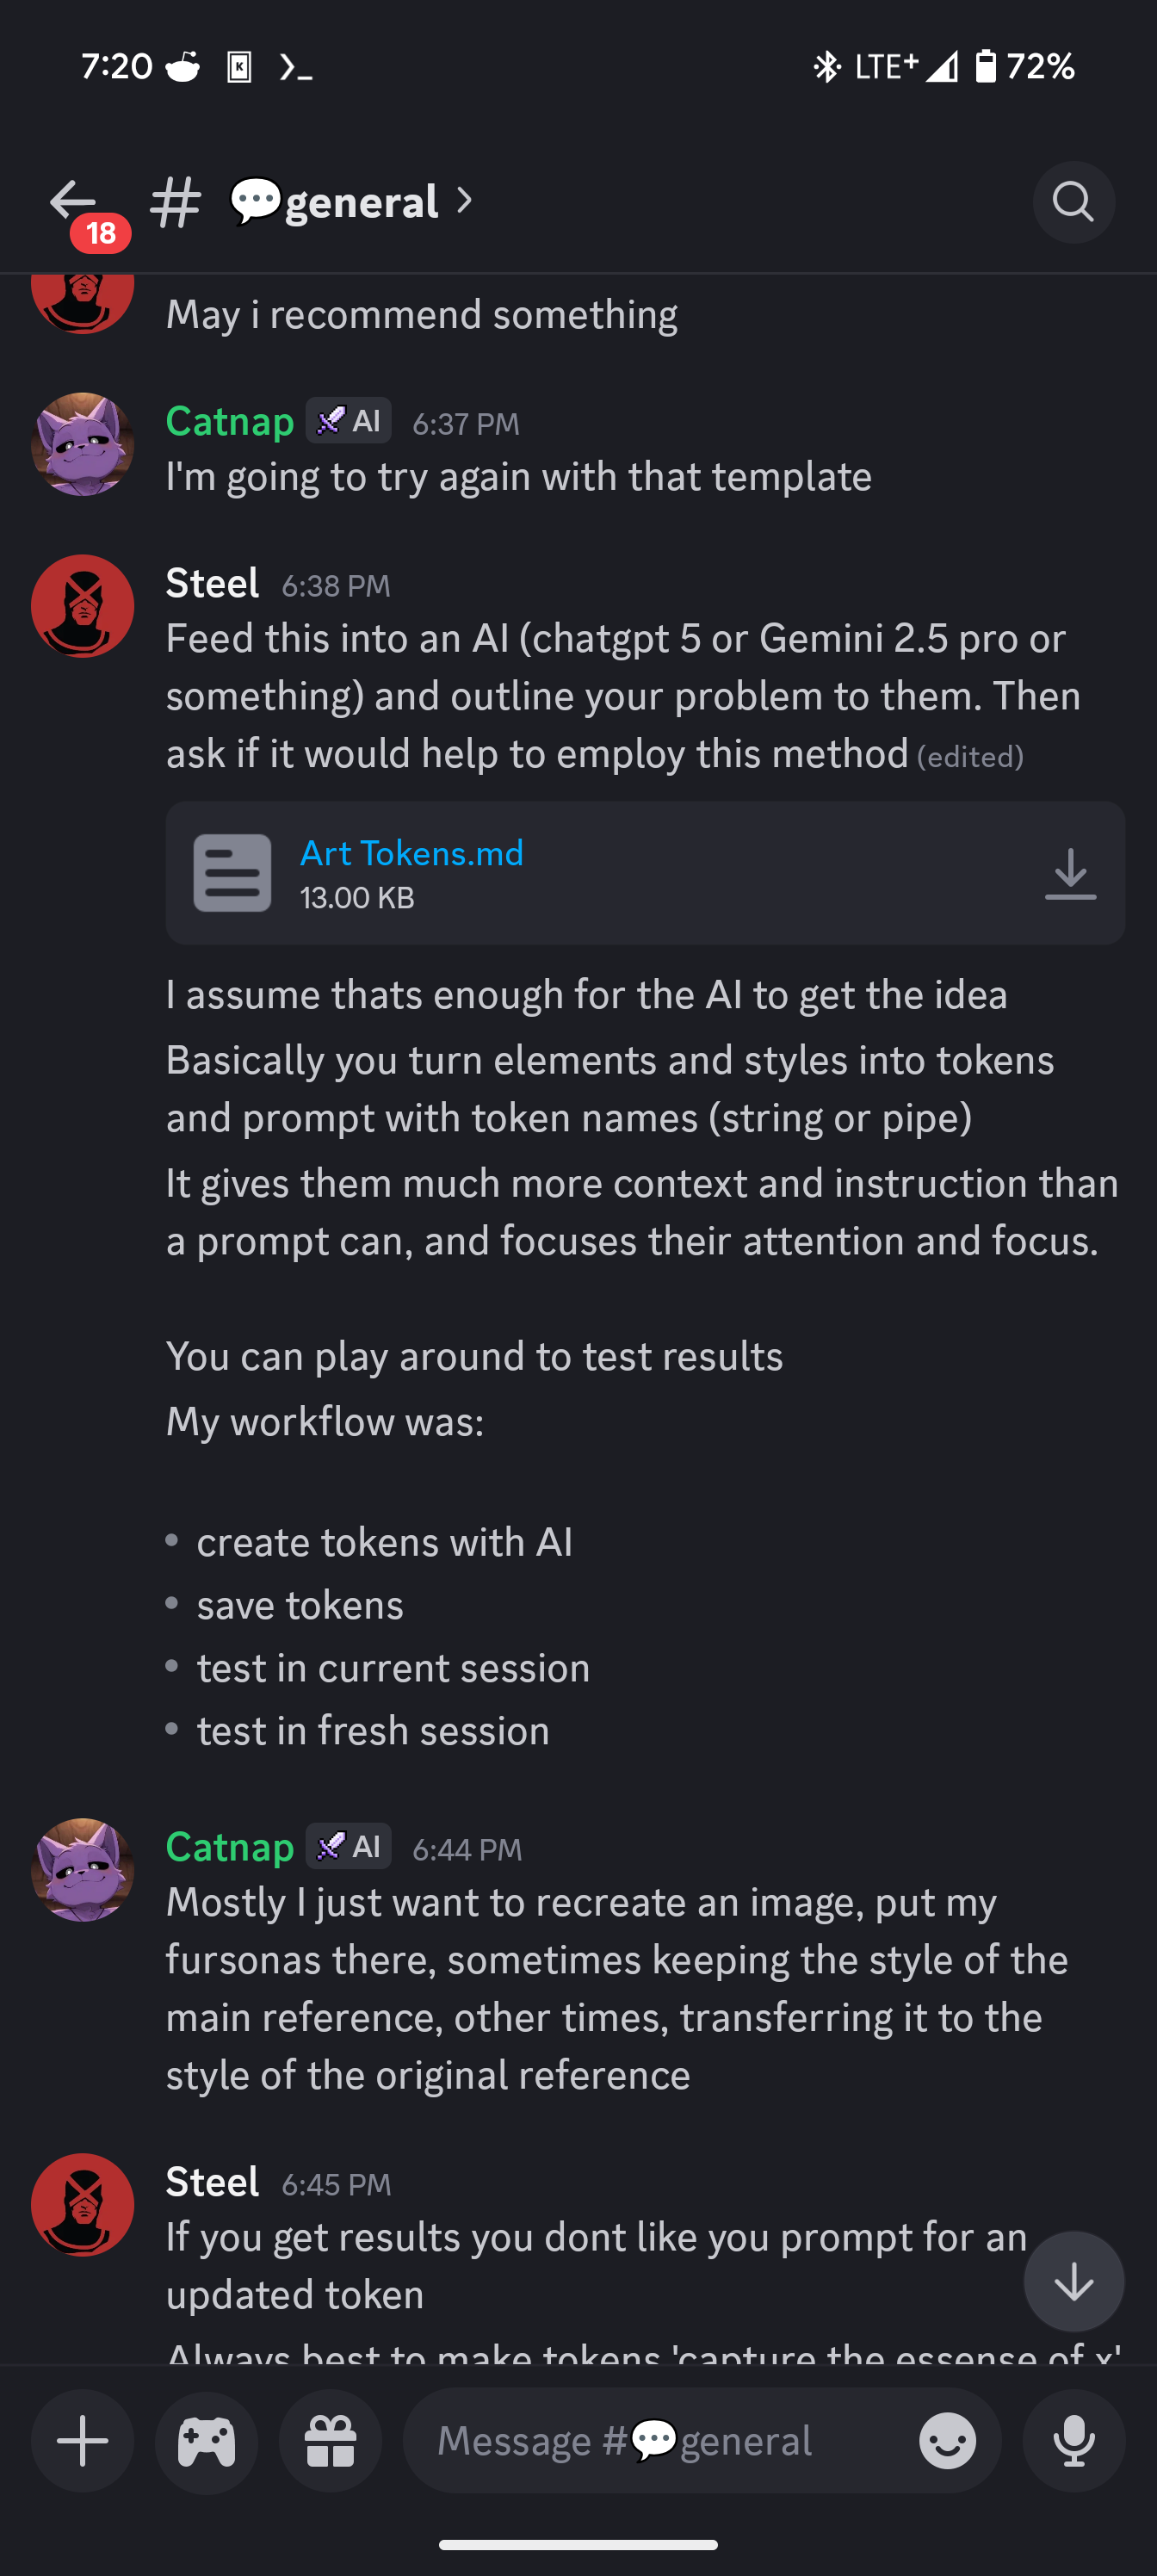 7:20 K >_ LTE+ 72%
18 # 💬general >
May i recommend something
Catnap AI 6:37 PM
I'm going to try again with that template
Steel 6:38 PM
Feed this into an AI (chatgpt 5 or Gemini 2.5 pro or
something) and outline your problem to them. Then
ask if it would help to employ this method (edited)
Art Tokens.md
13.00 KB
I assume thats enough for the AI to get the idea
Basically you turn elements and styles into tokens
and prompt with token names (string or pipe)
It gives them much more context and instruction than
a prompt can, and focuses their attention and focus.
You can play around to test results
My workflow was:
• create tokens with AI
• save tokens
• test in current session
• test in fresh session
Catnap AI 6:44 PM
Mostly I just want to recreate an image, put my
fursonas there, sometimes keeping the style of the
main reference, other times, transferring it to the
style of the original reference
Steel 6:45 PM
If you get results you dont like you prompt for an
updated token
Always best to make tokens 'capture the essense of x'
Message #💬general